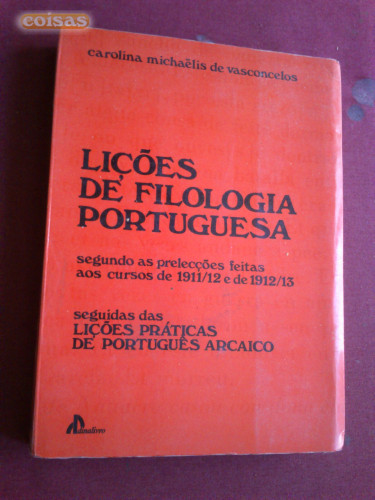 coisas
carolina michaëlis de vasconcelos
LIÇÕES
DE FILOLOGIA
PORTUGUESA
segundo as prelecções feitas
aos cursos de 1911/12 e de 1912/13
seguidas das
LIÇÕES PRÁTICAS
DE PORTUGUÊS ARCAICO
dinalivro